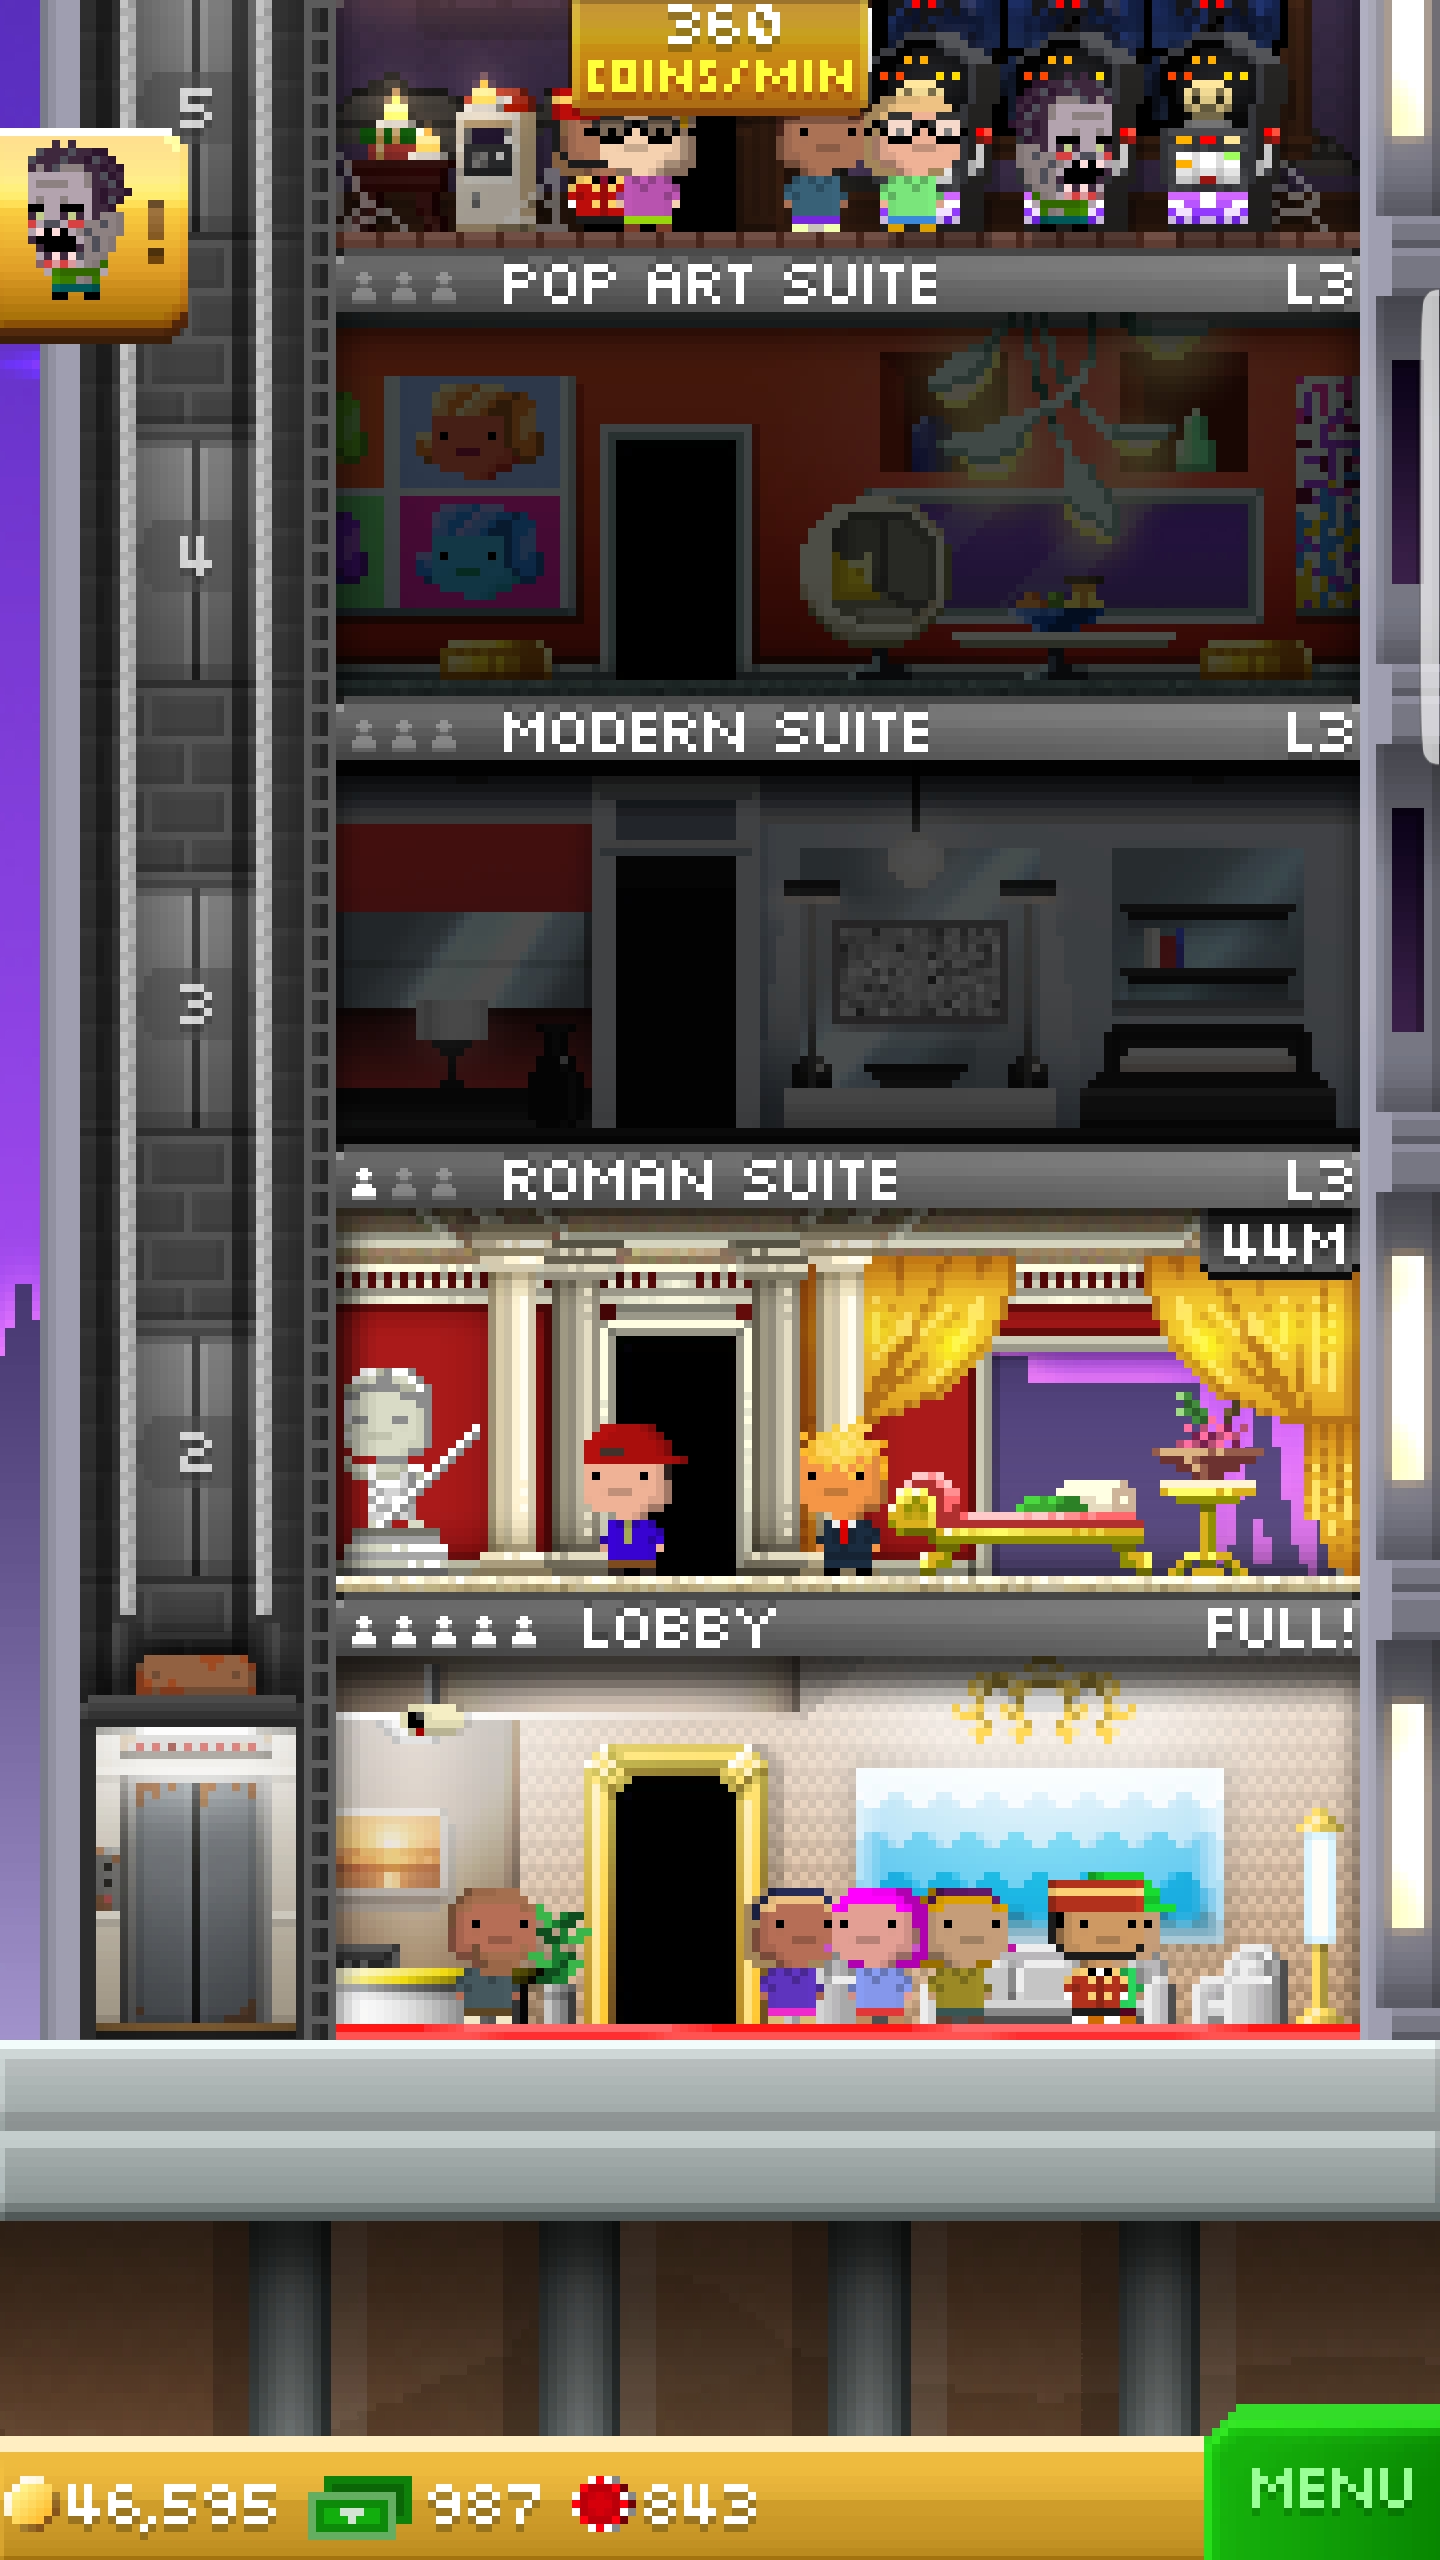 360
COINS/MIN
5
!
POP ART SUITE L3
4
MODERN SUITE L3
3
ROMAN SUITE L3
44M
2
LOBBY FULL!
46,595 987 843
MENU